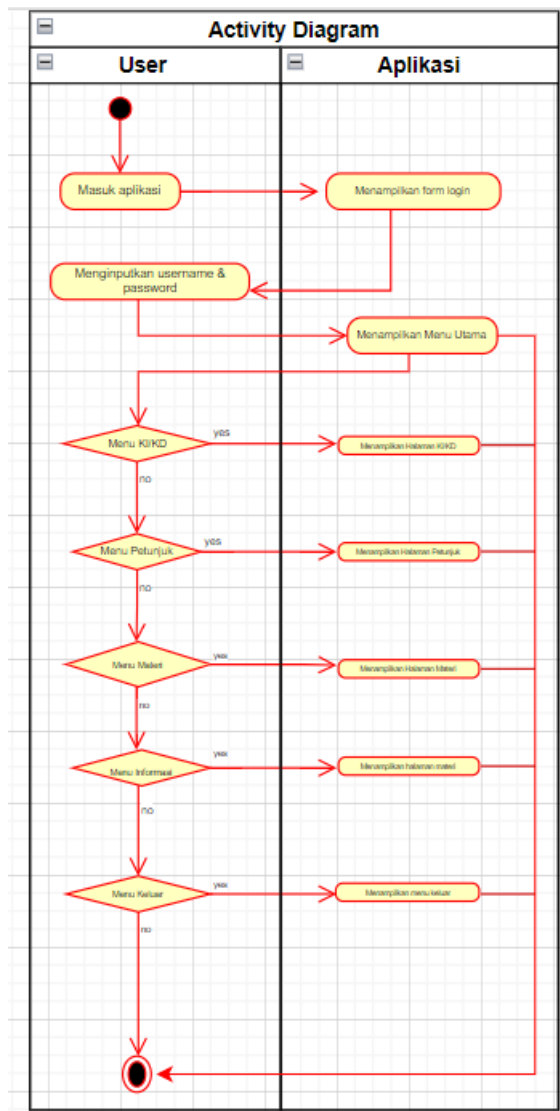 Activity Diagram
User
Aplikasi
Masuk aplikasi
Menampilkan form login
Menginputkan username &
password
Menampilkan Menu Utama
Menu KI/KD
yes
Menampilkan Halaman KI/KD
no
Menu Petunjuk
yes
Menampilkan Halaman Petunjuk
no
Menu Materi
yes
Menampilkan Halaman Materi
no
Menu Informasi
yes
Menampilkan halaman materi
no
Menu Keluar
yes
Menampilkan menu keluar
no